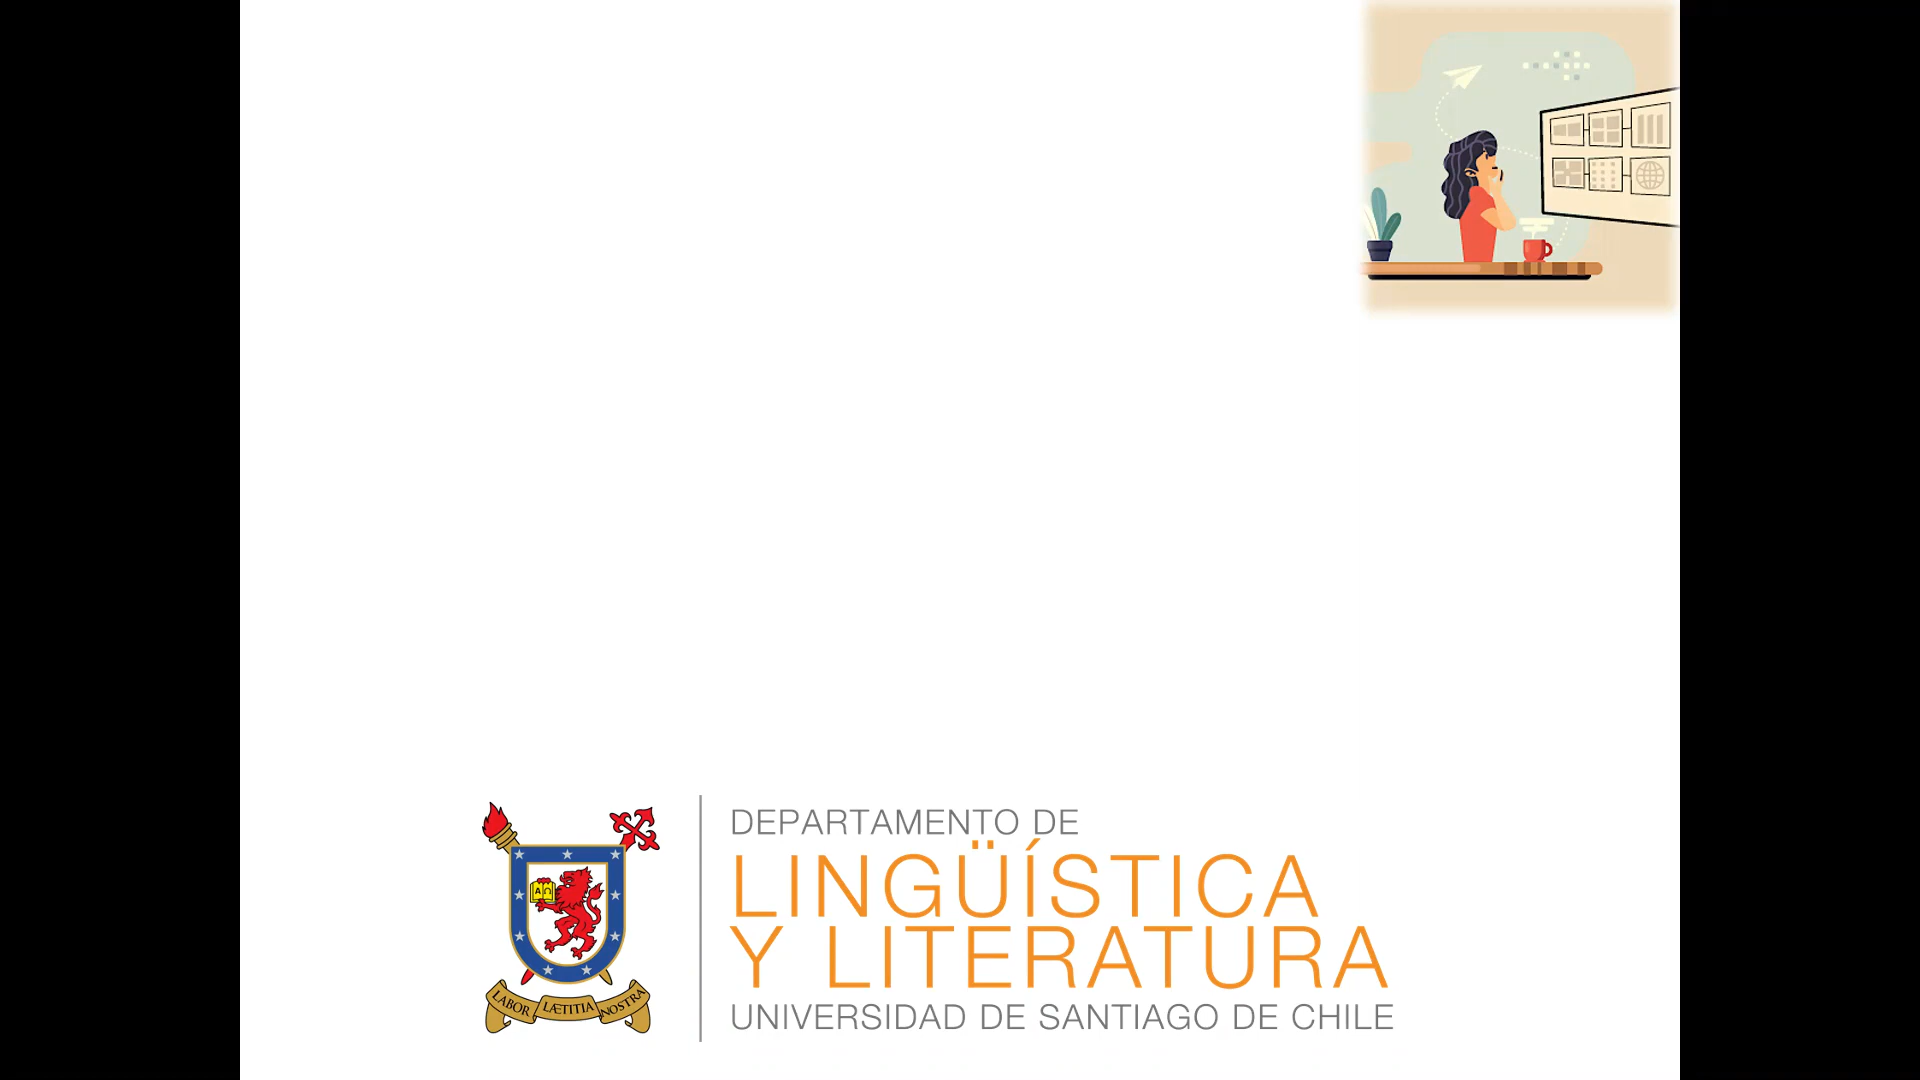 DEPARTAMENTO DE
LINGÜÍSTICA
Y LITERATURA
UNIVERSIDAD DE SANTIAGO DE CHILE
A Ω
LABOR LÆTITIA NOSTRA